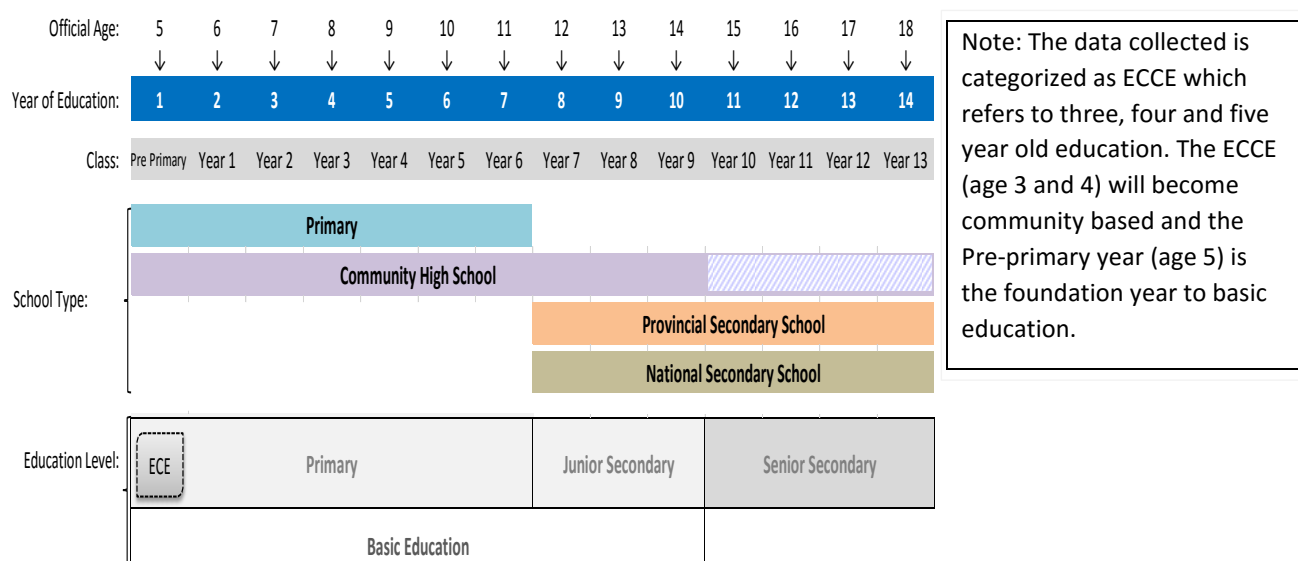 Official Age: 5 6 7 8 9 10 11 12 13 14 15 16 17 18
Year of Education: 1 2 3 4 5 6 7 8 9 10 11 12 13 14
Class: Pre Primary Year 1 Year 2 Year 3 Year 4 Year 5 Year 6 Year 7 Year 8 Year 9 Year 10 Year 11 Year 12 Year 13
School Type:
Primary
Community High School
Provincial Secondary School
National Secondary School
Education Level: ECE Primary Junior Secondary Senior Secondary
Basic Education
Note: The data collected is
categorized as ECCE which
refers to three, four and five
year old education. The ECCE
(age 3 and 4) will become
community based and the
Pre-primary year (age 5) is
the foundation year to basic
education.